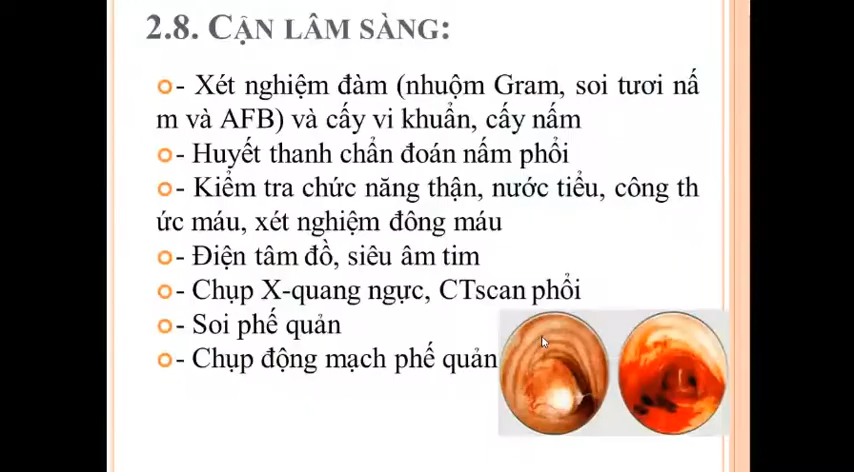 2.8. CẬN LÂM SÀNG:
- Xét nghiệm đàm (nhuộm Gram, soi tươi nấ
m và AFB) và cấy vi khuẩn, cấy nấm
- Huyết thanh chẩn đoán nấm phổi
- Kiểm tra chức năng thận, nước tiểu, công th
ức máu, xét nghiệm đông máu
- Điện tâm đồ, siêu âm tim
- Chụp X-quang ngực, CTscan phổi
- Soi phế quản
- Chụp động mạch phế quản